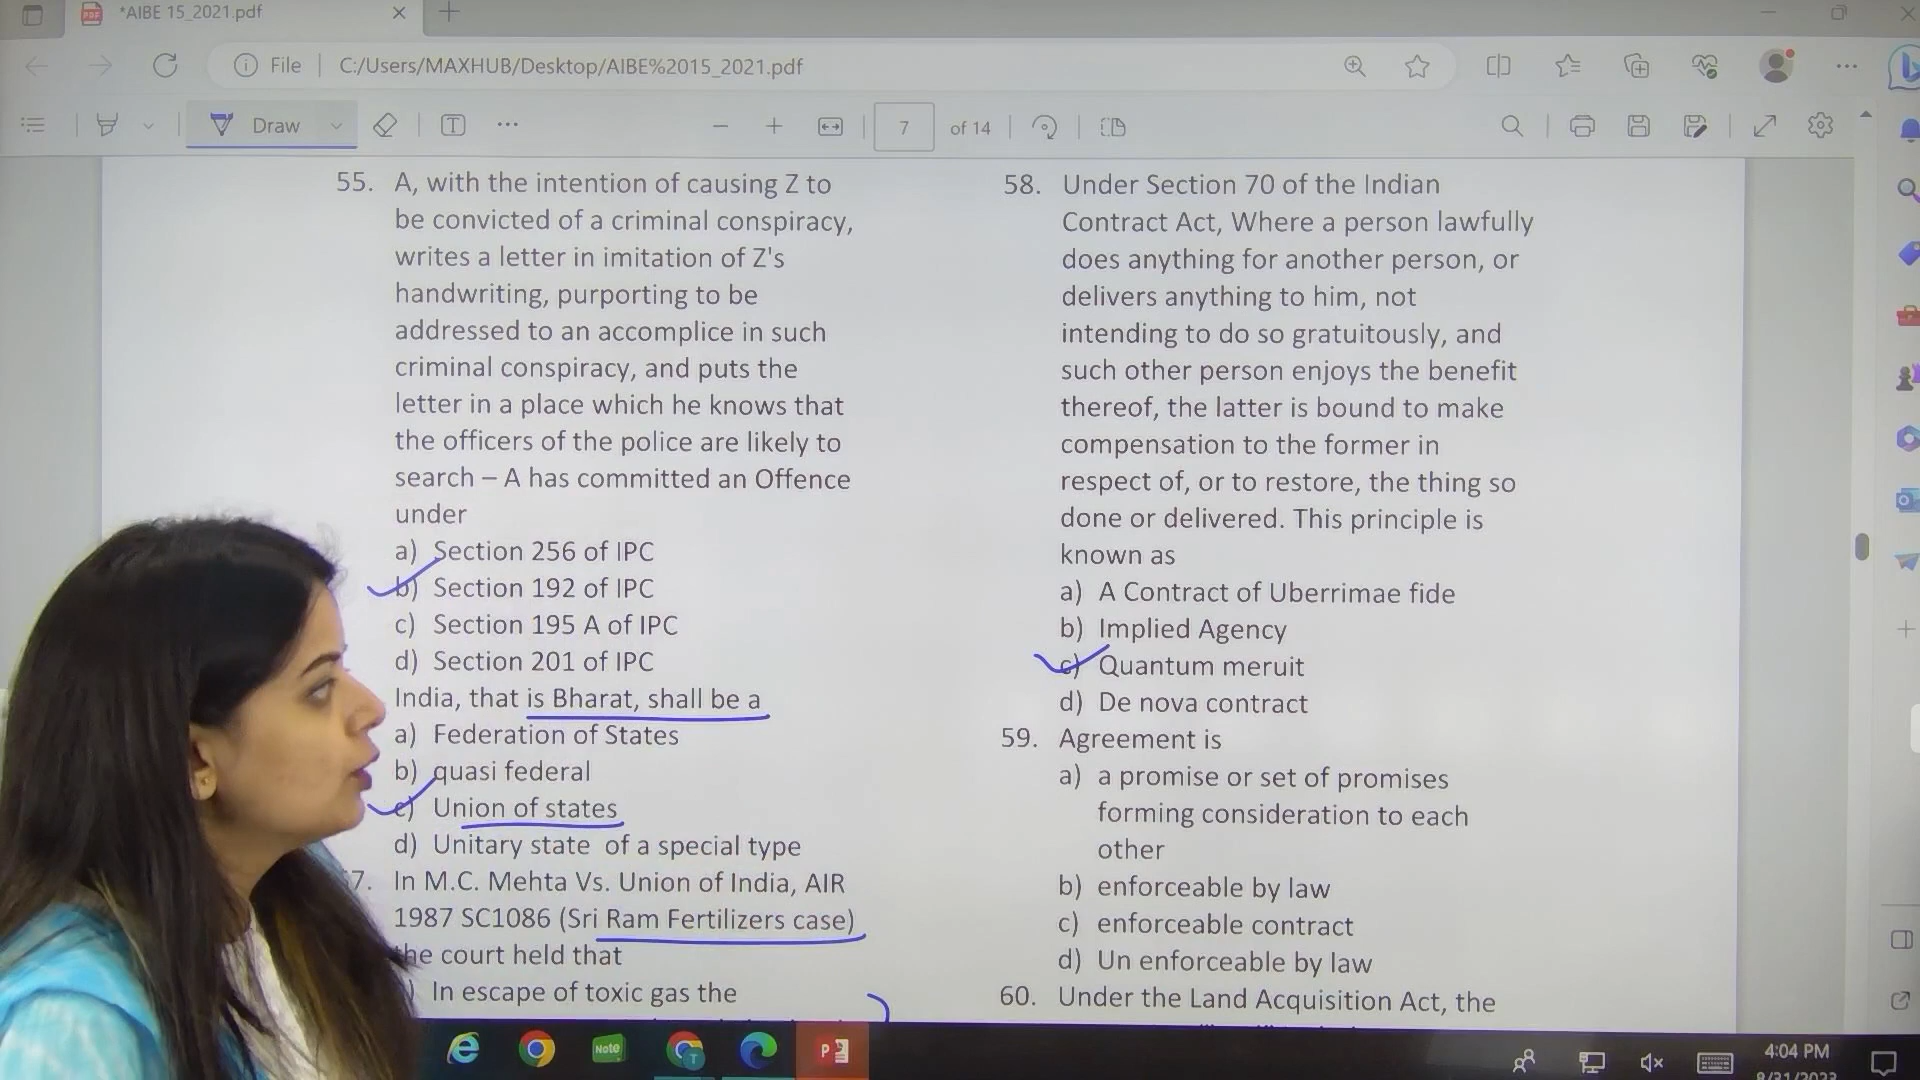 *AIBE 15_2021.pdf
File
C:/Users/MAXHUB/Desktop/AIBE%2015_2021.pdf
Draw
7 of 14
55. A, with the intention of causing Z to
be convicted of a criminal conspiracy,
writes a letter in imitation of Z's
handwriting, purporting to be
addressed to an accomplice in such
criminal conspiracy, and puts the
letter in a place which he knows that
the officers of the police are likely to
search – A has committed an Offence
under
a) Section 256 of IPC
b) Section 192 of IPC
c) Section 195 A of IPC
d) Section 201 of IPC
India, that is Bharat, shall be a
a) Federation of States
b) quasi federal
c) Union of states
d) Unitary state of a special type
7. In M.C. Mehta Vs. Union of India, AIR
1987 SC1086 (Sri Ram Fertilizers case)
the court held that
) In escape of toxic gas the
58. Under Section 70 of the Indian
Contract Act, Where a person lawfully
does anything for another person, or
delivers anything to him, not
intending to do so gratuitously, and
such other person enjoys the benefit
thereof, the latter is bound to make
compensation to the former in
respect of, or to restore, the thing so
done or delivered. This principle is
known as
a) A Contract of Uberrimae fide
b) Implied Agency
c) Quantum meruit
d) De nova contract
59. Agreement is
a) a promise or set of promises
forming consideration to each
other
b) enforceable by law
c) enforceable contract
d) Un enforceable by law
60. Under the Land Acquisition Act, the
Note
4:04 PM